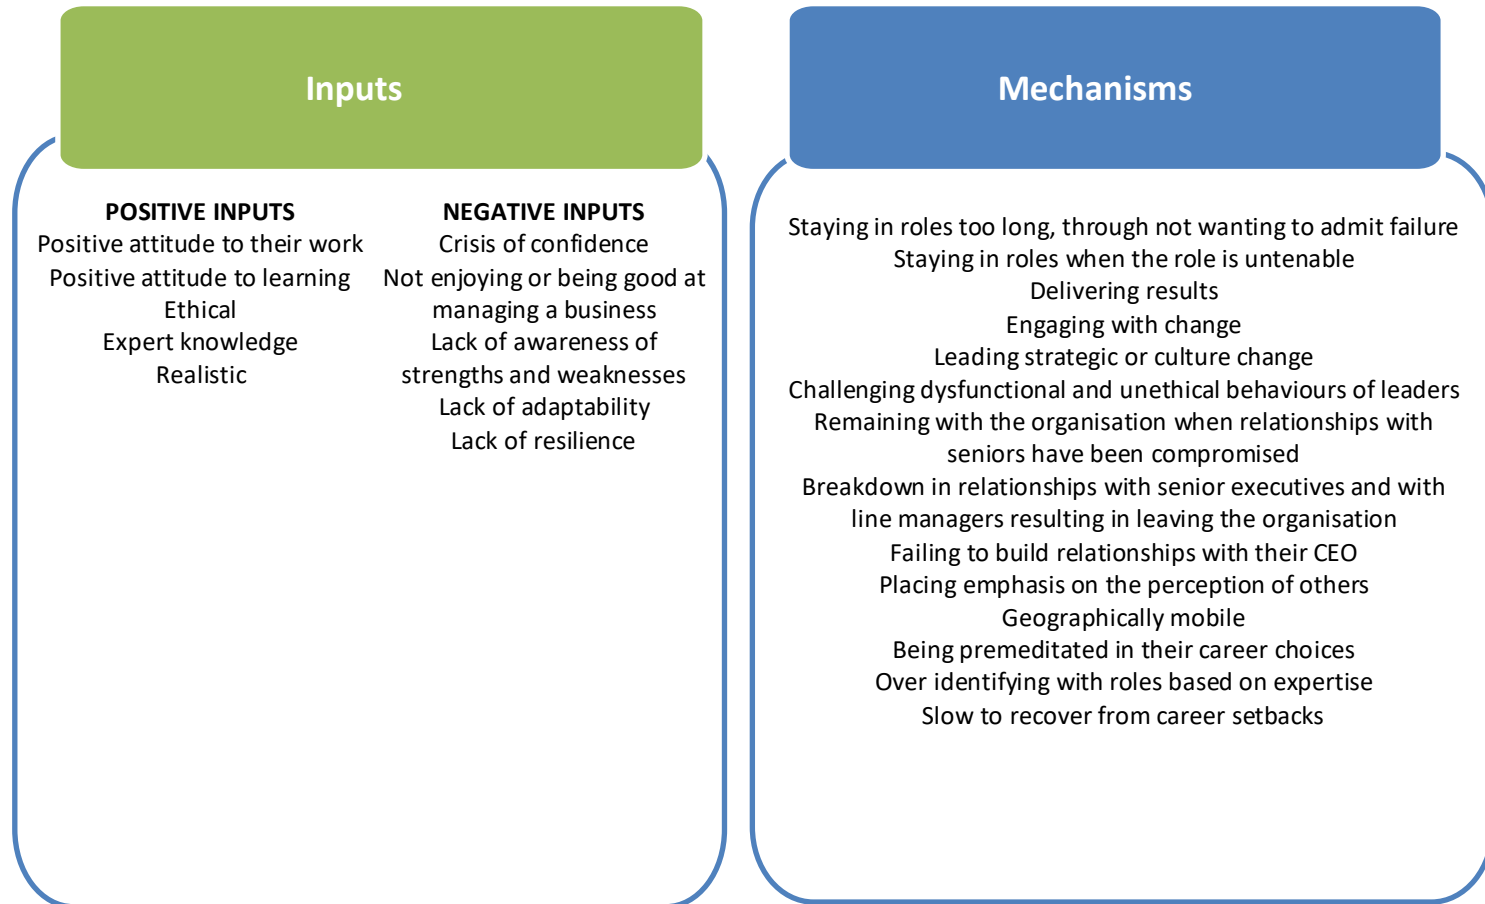 Inputs
POSITIVE INPUTS
Positive attitude to their work
Positive attitude to learning
Ethical
Expert knowledge
Realistic
NEGATIVE INPUTS
Crisis of confidence
Not enjoying or being good at
managing a business
Lack of awareness of
strengths and weaknesses
Lack of adaptability
Lack of resilience
Mechanisms
Staying in roles too long, through not wanting to admit failure
Staying in roles when the role is untenable
Delivering results
Engaging with change
Leading strategic or culture change
Challenging dysfunctional and unethical behaviours of leaders
Remaining with the organisation when relationships with
seniors have been compromised
Breakdown in relationships with senior executives and with
line managers resulting in leaving the organisation
Failing to build relationships with their CEO
Placing emphasis on the perception of others
Geographically mobile
Being premeditated in their career choices
Over identifying with roles based on expertise
Slow to recover from career setbacks